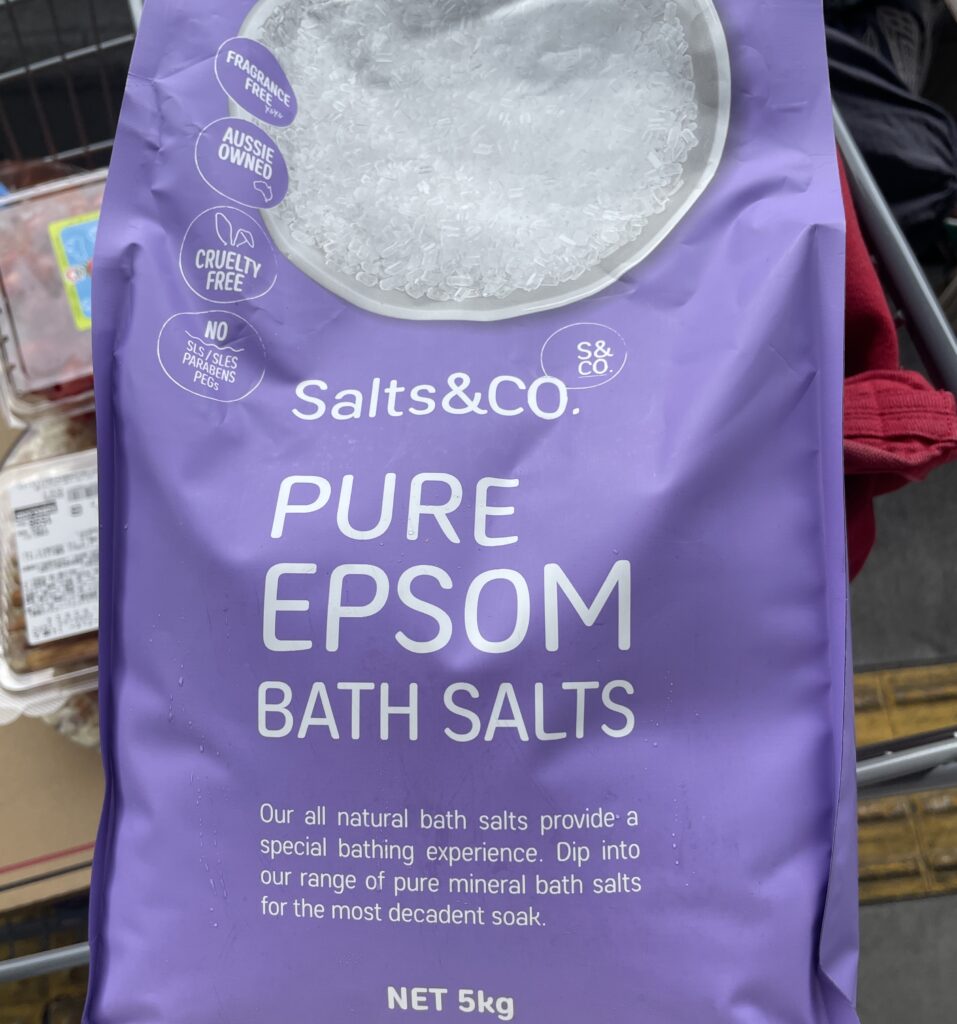 FRAGRANCE
FREE
AUSSIE
OWNED
CRUELTY
FREE
NO
SLS/SLES
PARABENS
PEGs
S&
CO.
Salts&CO.
PURE
EPSOM
BATH SALTS
Our all natural bath salts provide a
special bathing experience. Dip into
our range of pure mineral bath salts
for the most decadent soak.
NET 5kg